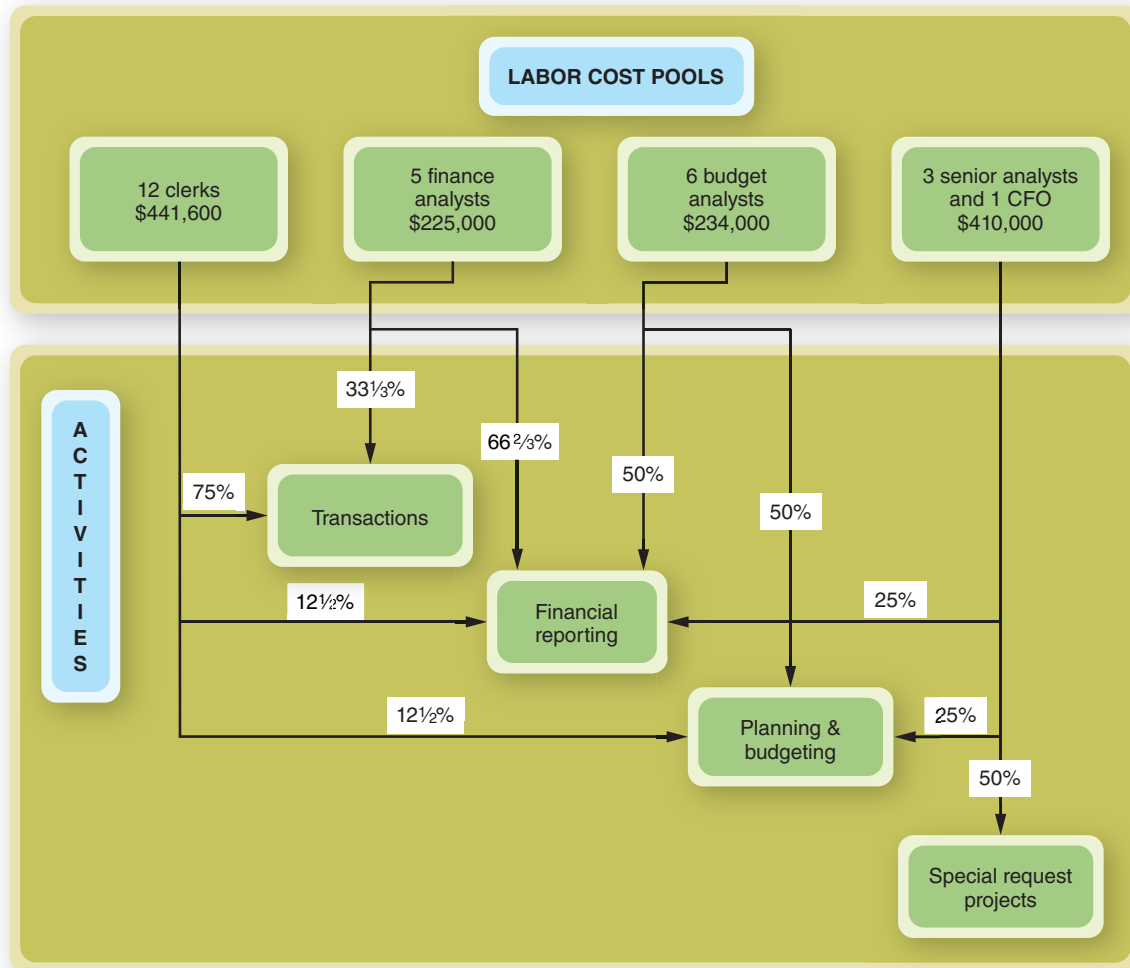 LABOR COST POOLS
12 clerks
$441,600
5 finance
analysts
$225,000
6 budget
analysts
$234,000
3 senior analysts
and 1 CFO
$410,000
A
C
T
I
V
I
T
I
E
S
33⅓%
66⅔%
75%
50%
50%
Transactions
12½%
Financial
reporting
25%
12½%
Planning &
budgeting
25%
50%
Special request
projects